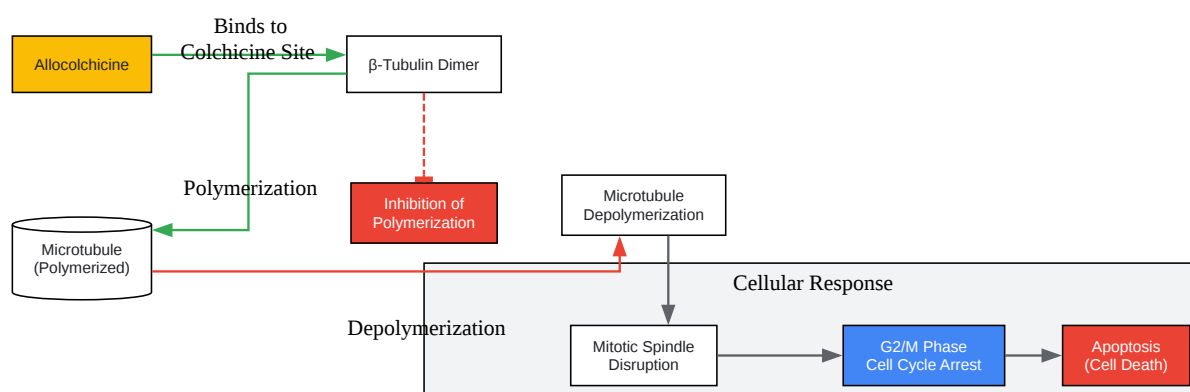 Binds to
Colchicine Site
Allocolchicine
β-Tubulin Dimer
Polymerization
Inhibition of
Polymerization
Microtubule
Depolymerization
Microtubule
(Polymerized)
Cellular Response
Depolymerization
Mitotic Spindle
Disruption
G2/M Phase
Cell Cycle Arrest
Apoptosis
(Cell Death)